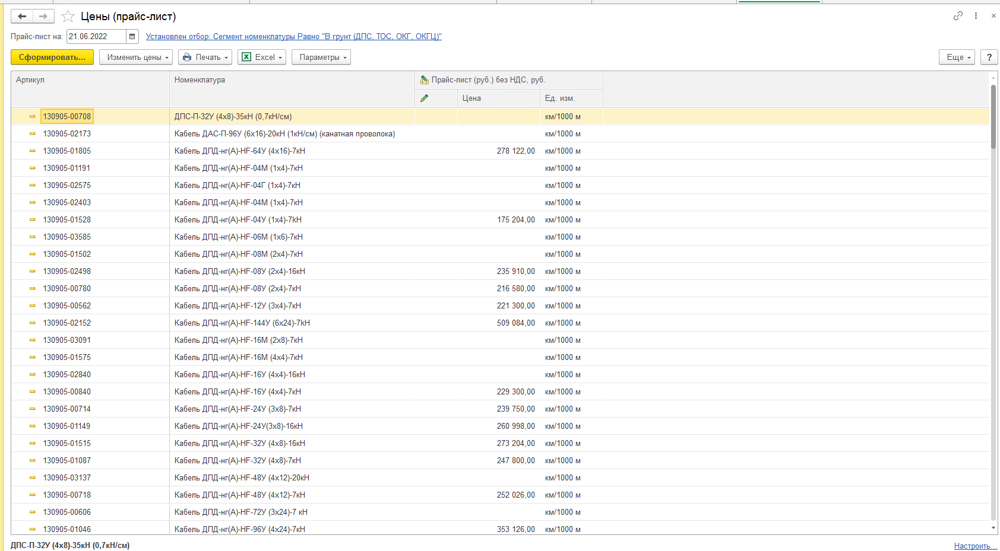 Цены (прайс-лист)
Прайс-лист на: 21.06.2022 Установлен отбор: Сегмент номенклатуры Равно "В грунт (ДПС, ТОС, ОКГ, ОКГЦ)"
Сформировать... Изменить цены Печать Excel Параметры Еще ?
Артикул Номенклатура Прайс-лист (руб.) без НДС, руб.
Цена Ед. изм.
130905-00708 ДПС-П-32У (4х8)-35кН (0,7кН/см) км/1000 м
130905-02173 Кабель ДАС-П-96У (6х16)-20кН (1кН/см) (канатная проволока) км/1000 м
130905-01805 Кабель ДПД-нг(А)-HF-64У (4х16)-7кН 278 122,00 км/1000 м
130905-01191 Кабель ДПД-нг(А)-HF-04М (1х4)-7кН км/1000 м
130905-02575 Кабель ДПД-нг(А)-HF-04Г (1х4)-7кН км/1000 м
130905-02403 Кабель ДПД-нг(А)-HF-04М (1х4)-7кН км/1000 м
130905-01528 Кабель ДПД-нг(А)-HF-04У (1х4)-7kH 175 204,00 км/1000 м
130905-03585 Кабель ДПД-нг(А)-HF-06М (1х6)-7кН км/1000 м
130905-01502 Кабель ДПД-нг(А)-HF-08М (2х4)-7кН км/1000 м
130905-02498 Кабель ДПД-нг(А)-HF-08У (2х4)-16кН 235 910,00 км/1000 м
130905-00780 Кабель ДПД-нг(А)-HF-08У (2х4)-7кН 216 580,00 км/1000 м
130905-00562 Кабель ДПД-нг(А)-HF-12У (3х4)-7кН 221 300,00 км/1000 м
130905-02152 Кабель ДПД-нг(А)-HF-144У (6х24)-7kH 509 084,00 км/1000 м
130905-03091 Кабель ДПД-нг(А)-HF-16М (2х8)-7кН км/1000 м
130905-01575 Кабель ДПД-нг(А)-HF-16М (4х4)-7кН км/1000 м
130905-02840 Кабель ДПД-нг(А)-HF-16У (4х4)-16кН км/1000 м
130905-00840 Кабель ДПД-нг(А)-HF-16У (4х4)-7кН 229 300,00 км/1000 м
130905-00714 Кабель ДПД-нг(А)-HF-24У (3х8)-7кН 239 750,00 км/1000 м
130905-01149 Кабель ДПД-нг(А)-HF-24У(3х8)-16кН 260 998,00 км/1000 м
130905-01515 Кабель ДПД-нг(А)-HF-32У (4х8)-16кН 273 204,00 км/1000 м
130905-01087 Кабель ДПД-нг(А)-HF-32У (4х8)-7кН 247 800,00 км/1000 м
130905-03137 Кабель ДПД-нг(А)-HF-48У (4х12)-20кН км/1000 м
130905-00718 Кабель ДПД-нг(А)-HF-48У (4х12)-7кН 252 026,00 км/1000 м
130905-00606 Кабель ДПД-нг(А)-HF-72У (3х24)-7 кН км/1000 м
130905-01046 Кабель ДПД-нг(А)-HF-96У (4х24)-7кН 353 126,00 км/1000 м
ДПС-П-32У (4х8)-35кН (0,7кН/см) Настроить...